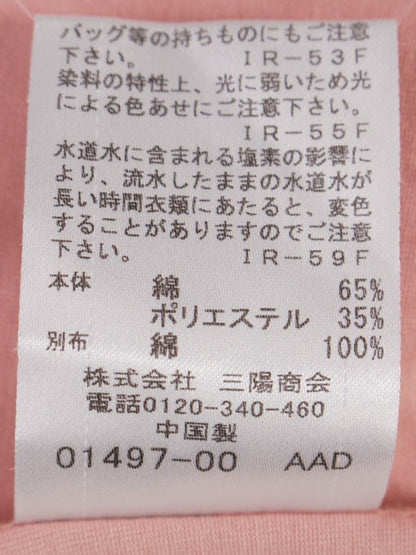 バッグ等の持ちものにもご注意
下さい。 IR-53F
染料の特性上、光に弱いため光
による色あせにご注意下さい。
IR-55F
水道水に含まれる塩素の影響に
より、流水したままの水道水が
長い時間衣類にあたると、変色
することがありますのでご注意
下さい。 IR-59F
本体 綿 65%
ポリエステル 35%
別布 綿 100%
株式会社 三陽商会
電話0120-340-460
中国製
01497-00 AAD